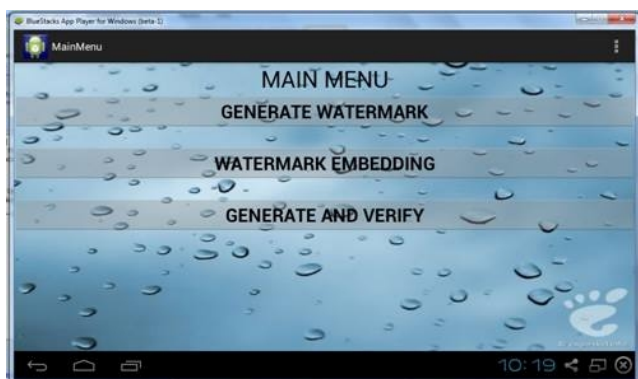 BlueStacks App Player for Windows (beta-1)
MainMenu
MAIN MENU
GENERATE WATERMARK
WATERMARK EMBEDDING
GENERATE AND VERIFY
10:19